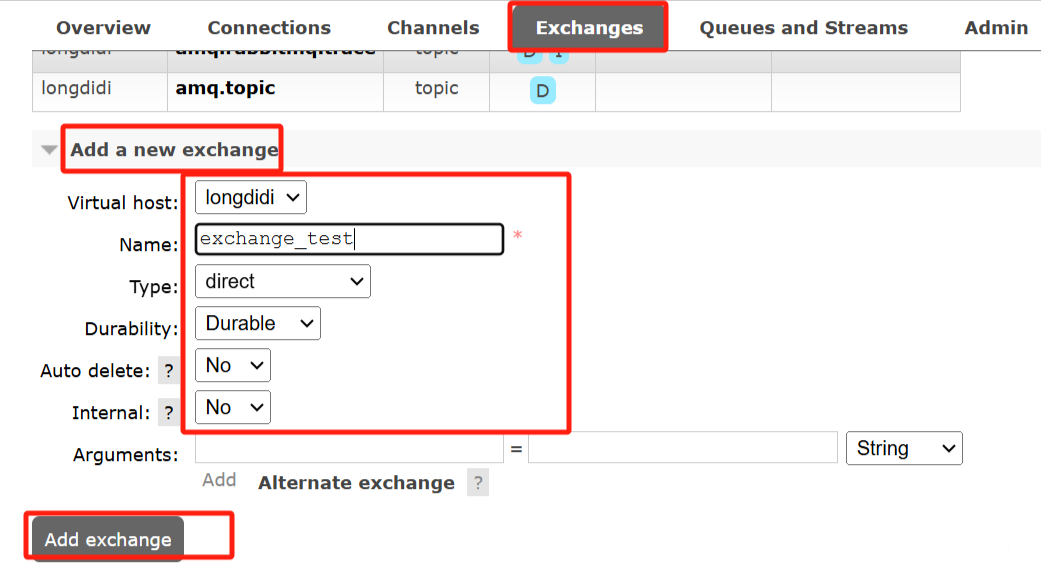 Overview Connections Channels Exchanges Queues and Streams Admin
longdidi amq.rabbitmq.trace topic D I
longdidi amq.topic topic D
Add a new exchange
Virtual host: longdidi
Name: exchange_test *
Type: direct
Durability: Durable
Auto delete: ? No
Internal: ? No
Arguments: = String
Add Alternate exchange ?
Add exchange